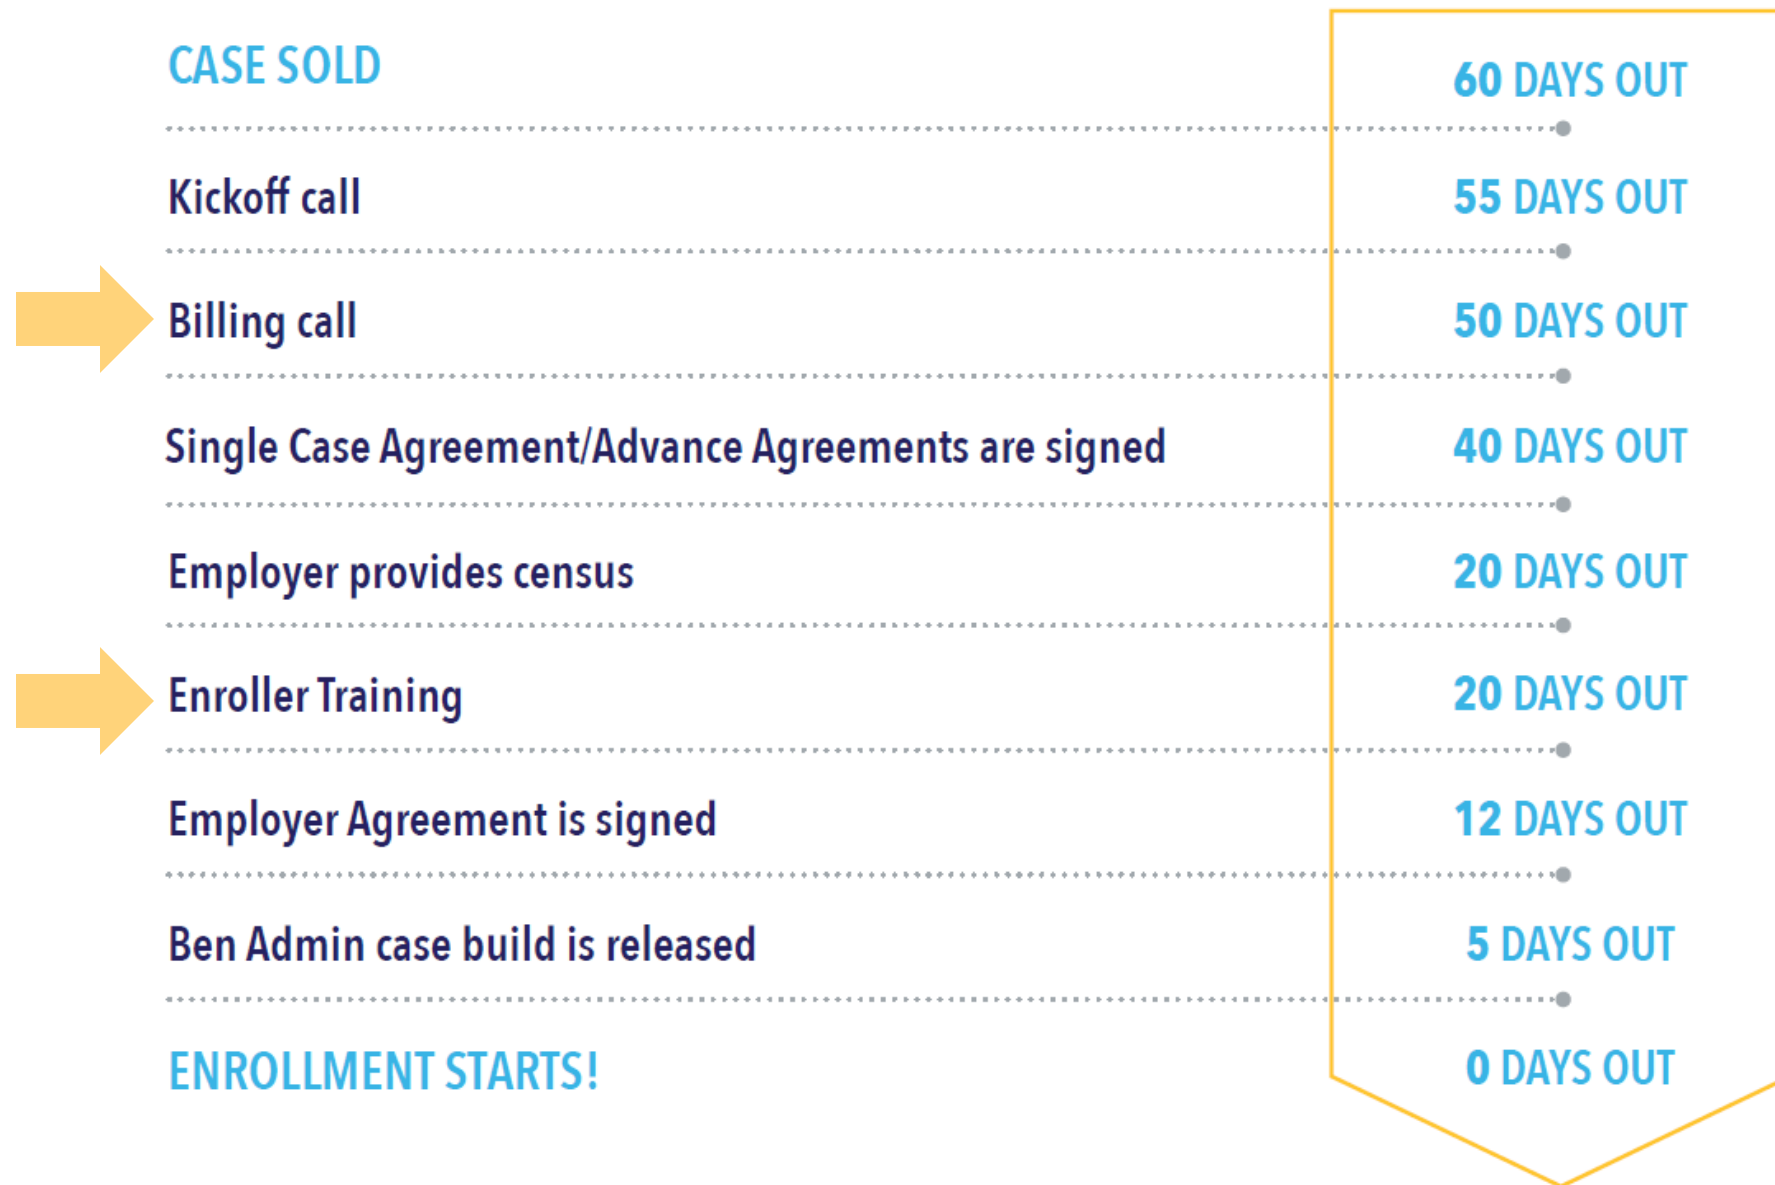 CASE SOLD 60 DAYS OUT
Kickoff call 55 DAYS OUT
Billing call 50 DAYS OUT
Single Case Agreement/Advance Agreements are signed 40 DAYS OUT
Employer provides census 20 DAYS OUT
Enroller Training 20 DAYS OUT
Employer Agreement is signed 12 DAYS OUT
Ben Admin case build is released 5 DAYS OUT
ENROLLMENT STARTS! 0 DAYS OUT